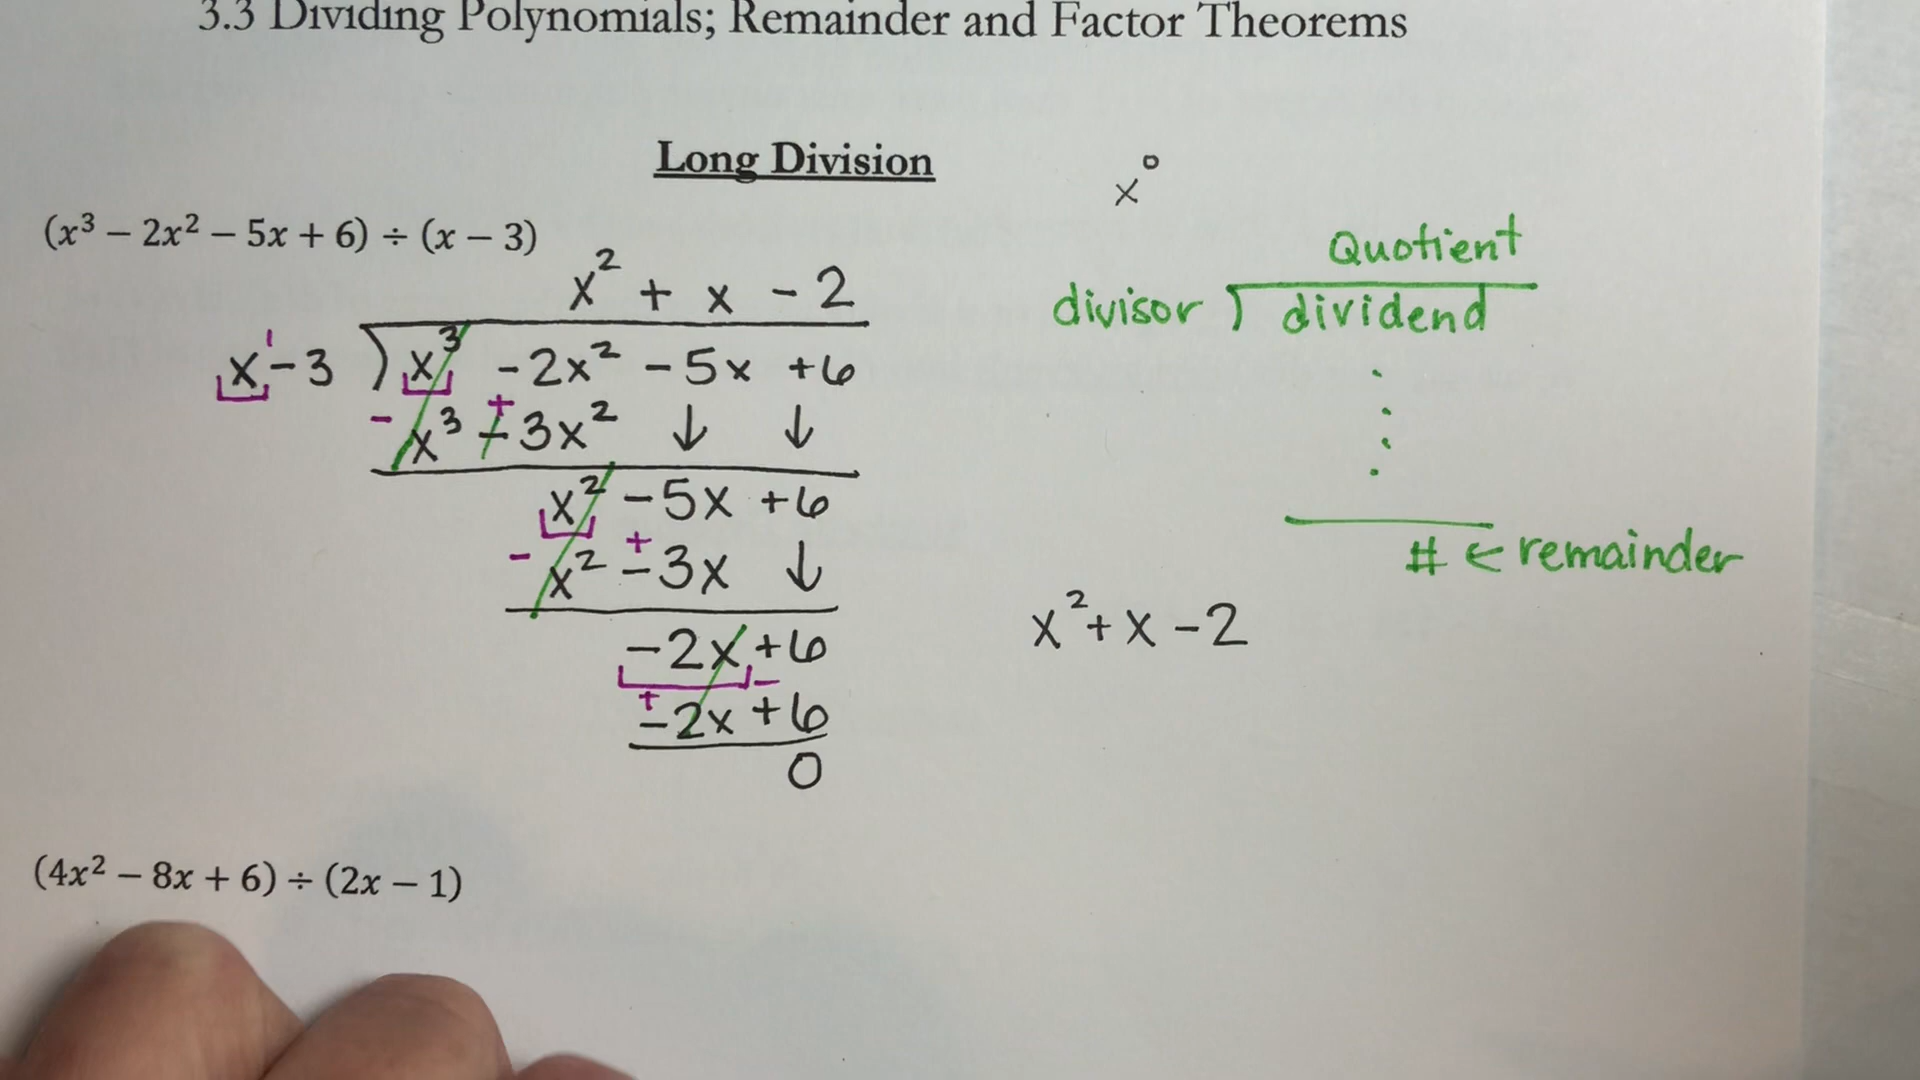 3.3 Dividing Polynomials; Remainder and Factor Theorems
Long Division
x⁰
(x³ – 2x² – 5x + 6) ÷ (x – 3)
x² + x - 2
x¹ - 3 ) x³ - 2x² - 5x + 6
- +
x³ - 3x² ↓ ↓
x² - 5x + 6
- +
x² - 3x ↓
-2x + 6
+ -
-2x + 6
0
Quotient
divisor ) dividend
# ← remainder
x² + x - 2
(4x² – 8x + 6) ÷ (2x – 1)